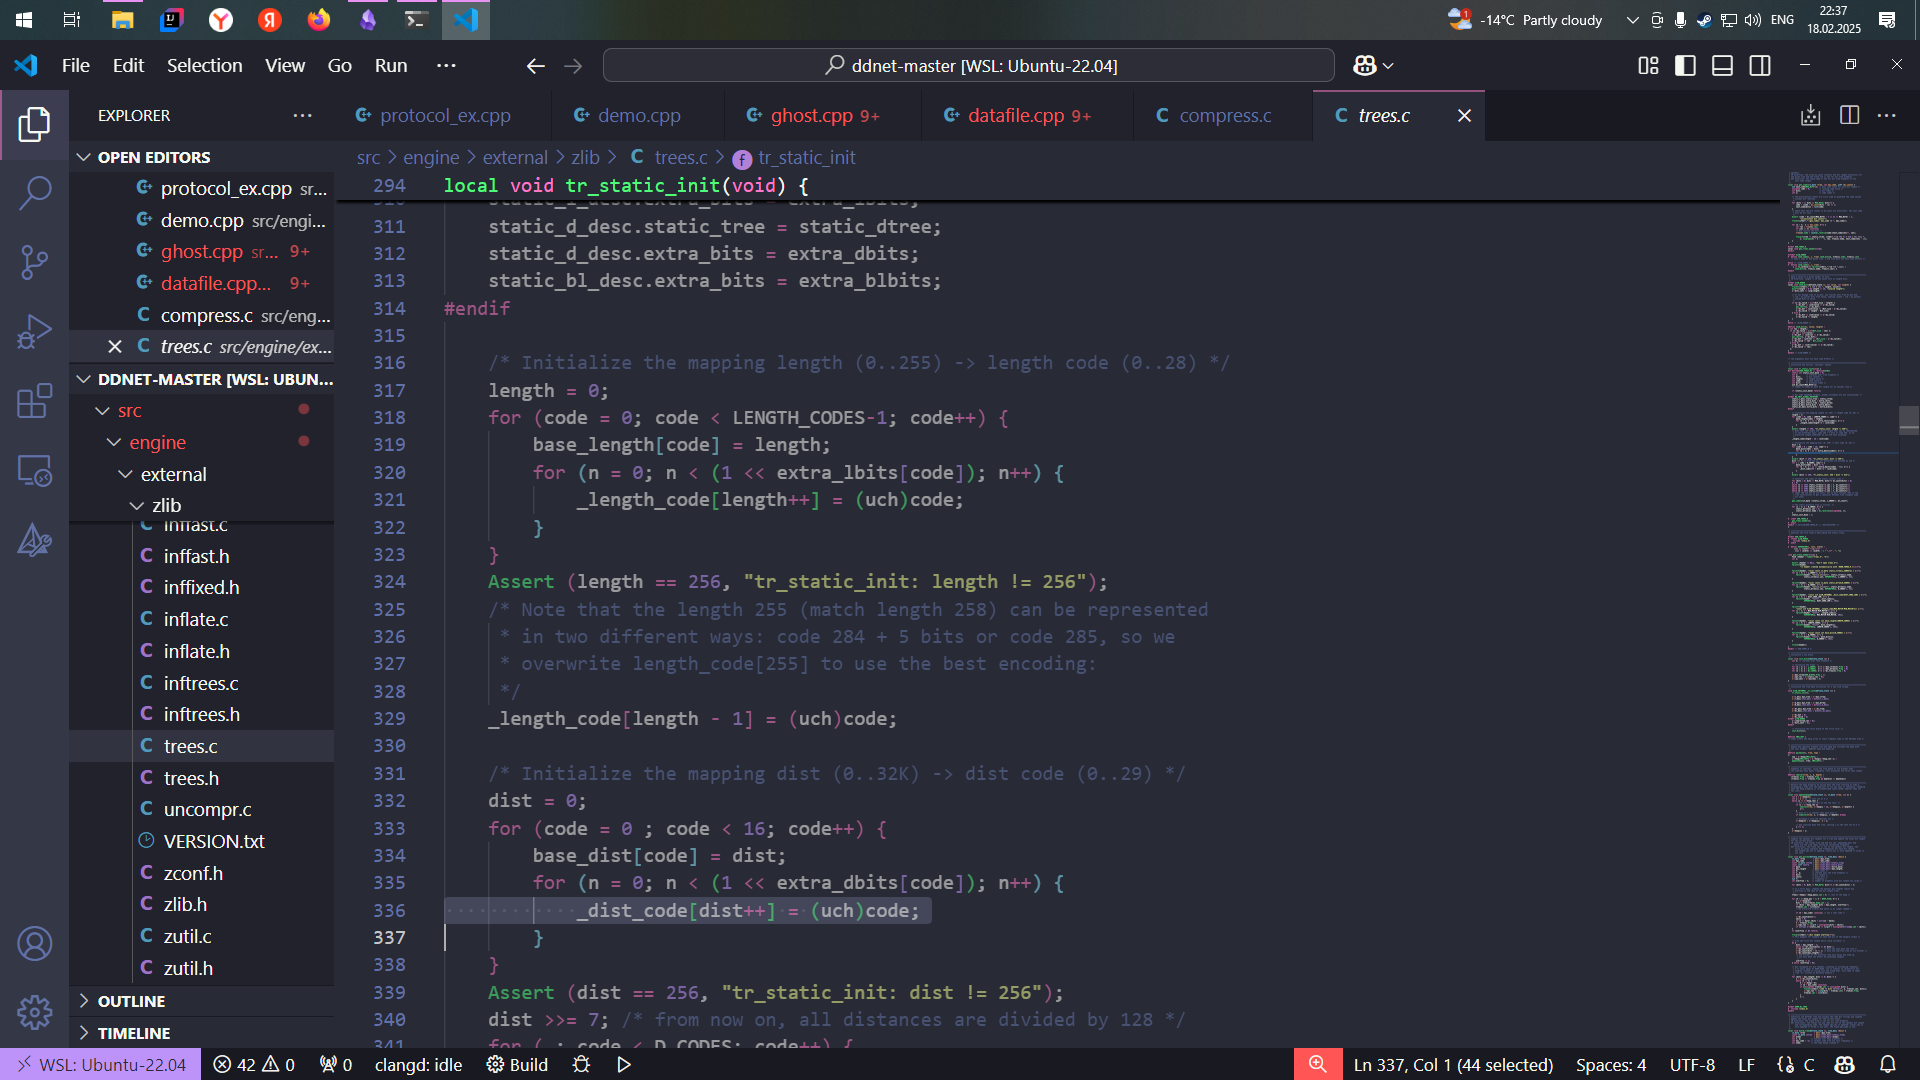 -14°C Partly cloudy
ENG
22:37
18.02.2025
File Edit Selection View Go Run ···
ddnet-master [WSL: Ubuntu-22.04]
EXPLORER
protocol_ex.cpp
demo.cpp
ghost.cpp 9+
datafile.cpp 9+
compress.c
trees.c
OPEN EDITORS
protocol_ex.cpp sr...
demo.cpp src/engi...
ghost.cpp sr... 9+
datafile.cpp... 9+
compress.c src/eng...
trees.c src/engine/ex...
DDNET-MASTER [WSL: UBUN...
src
engine
external
zlib
inffast.c
inffast.h
inffixed.h
inflate.c
inflate.h
inftrees.c
inftrees.h
trees.c
trees.h
uncompr.c
VERSION.txt
zconf.h
zlib.h
zutil.c
zutil.h
OUTLINE
TIMELINE
src > engine > external > zlib > C trees.c > tr_static_init
294 local void tr_static_init(void) {
310 static_l_desc.extra_bits = extra_lbits;
311 static_d_desc.static_tree = static_dtree;
312 static_d_desc.extra_bits = extra_dbits;
313 static_bl_desc.extra_bits = extra_blbits;
314 #endif
315
316 /* Initialize the mapping length (0..255) -> length code (0..28) */
317 length = 0;
318 for (code = 0; code < LENGTH_CODES-1; code++) {
319 base_length[code] = length;
320 for (n = 0; n < (1 << extra_lbits[code]); n++) {
321 _length_code[length++] = (uch)code;
322 }
323 }
324 Assert (length == 256, "tr_static_init: length != 256");
325 /* Note that the length 255 (match length 258) can be represented
326 * in two different ways: code 284 + 5 bits or code 285, so we
327 * overwrite length_code[255] to use the best encoding:
328 */
329 _length_code[length - 1] = (uch)code;
330
331 /* Initialize the mapping dist (0..32K) -> dist code (0..29) */
332 dist = 0;
333 for (code = 0 ; code < 16; code++) {
334 base_dist[code] = dist;
335 for (n = 0; n < (1 << extra_dbits[code]); n++) {
336 _dist_code[dist++] = (uch)code;
337 }
338 }
339 Assert (dist == 256, "tr_static_init: dist != 256");
340 dist >>= 7; /* from now on, all distances are divided by 128 */
341 for ( ; code < D_CODES; code++) {
WSL: Ubuntu-22.04
42 0
0
clangd: idle
Build
Ln 337, Col 1 (44 selected)
Spaces: 4
UTF-8
LF
C